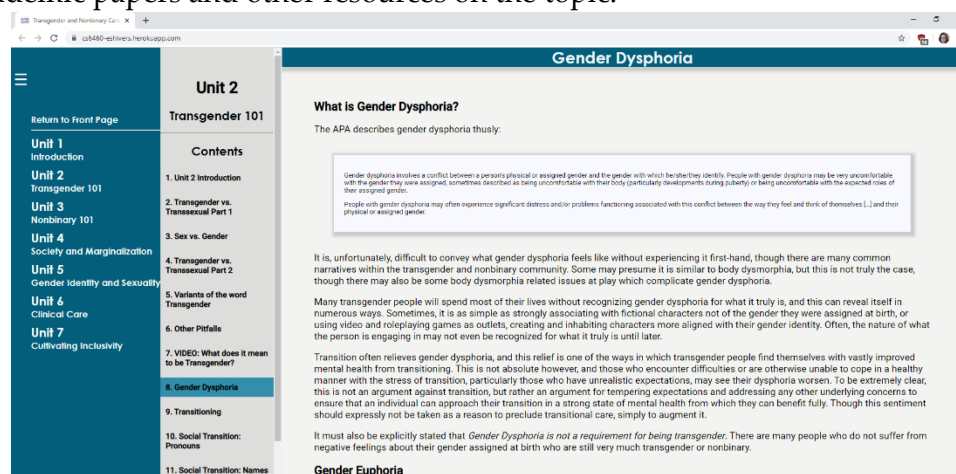 academic papers and other resources on the topic.
Transgender and Nonbinary Car
cs6460-eshivers.herokuapp.com
Gender Dysphoria
Return to Front Page
Unit 1
Introduction
Unit 2
Transgender 101
Unit 3
Nonbinary 101
Unit 4
Society and Marginalization
Unit 5
Gender Identity and Sexuality
Unit 6
Clinical Care
Unit 7
Cultivating Inclusivity
Unit 2
Transgender 101
Contents
1. Unit 2 Introduction
2. Transgender vs.
Transsexual Part 1
3. Sex vs. Gender
4. Transgender vs.
Transsexual Part 2
5. Variants of the word
Transgender
6. Other Pitfalls
7. VIDEO: What does it mean
to be Transgender?
8. Gender Dysphoria
9. Transitioning
10. Social Transition:
Pronouns
11. Social Transition: Names
What is Gender Dysphoria?
The APA describes gender dysphoria thusly:
Gender dysphoria involves a conflict between a person's physical or assigned gender and the gender with which he/she/they identify. People with gender dysphoria may be very uncomfortable
with the gender they were assigned, sometimes described as being uncomfortable with their body (particularly developments during puberty) or being uncomfortable with the expected roles of
their assigned gender.
People with gender dysphoria may often experience significant distress and/or problems functioning associated with this conflict between the way they feel and think of themselves [...] and their
physical or assigned gender.
It is, unfortunately, difficult to convey what gender dysphoria feels like without experiencing it first-hand, though there are many common
narratives within the transgender and nonbinary community. Some may presume it is similar to body dysmorphia, but this is not truly the case,
though there may also be some body dysmorphia related issues at play which complicate gender dysphoria.
Many transgender people will spend most of their lives without recognizing gender dysphoria for what it truly is, and this can reveal itself in
numerous ways. Sometimes, it is as simple as strongly associating with fictional characters not of the gender they were assigned at birth, or
using video and roleplaying games as outlets, creating and inhabiting characters more aligned with their gender identity. Often, the nature of what
the person is engaging in may not even be recognized for what it truly is until later.
Transition often relieves gender dysphoria, and this relief is one of the ways in which transgender people find themselves with vastly improved
mental health from transitioning. This is not absolute however, and those who encounter difficulties or are otherwise unable to cope in a healthy
manner with the stress of transition, particularly those who have unrealistic expectations, may see their dysphoria worsen. To be extremely clear,
this is not an argument against transition, but rather an argument for tempering expectations and addressing any other underlying concerns to
ensure that an individual can approach their transition in a strong state of mental health from which they can benefit fully. Though this sentiment
should expressly not be taken as a reason to preclude transitional care, simply to augment it.
It must also be explicitly stated that Gender Dysphoria is not a requirement for being transgender. There are many people who do not suffer from
negative feelings about their gender assigned at birth who are still very much transgender or nonbinary.
Gender Euphoria